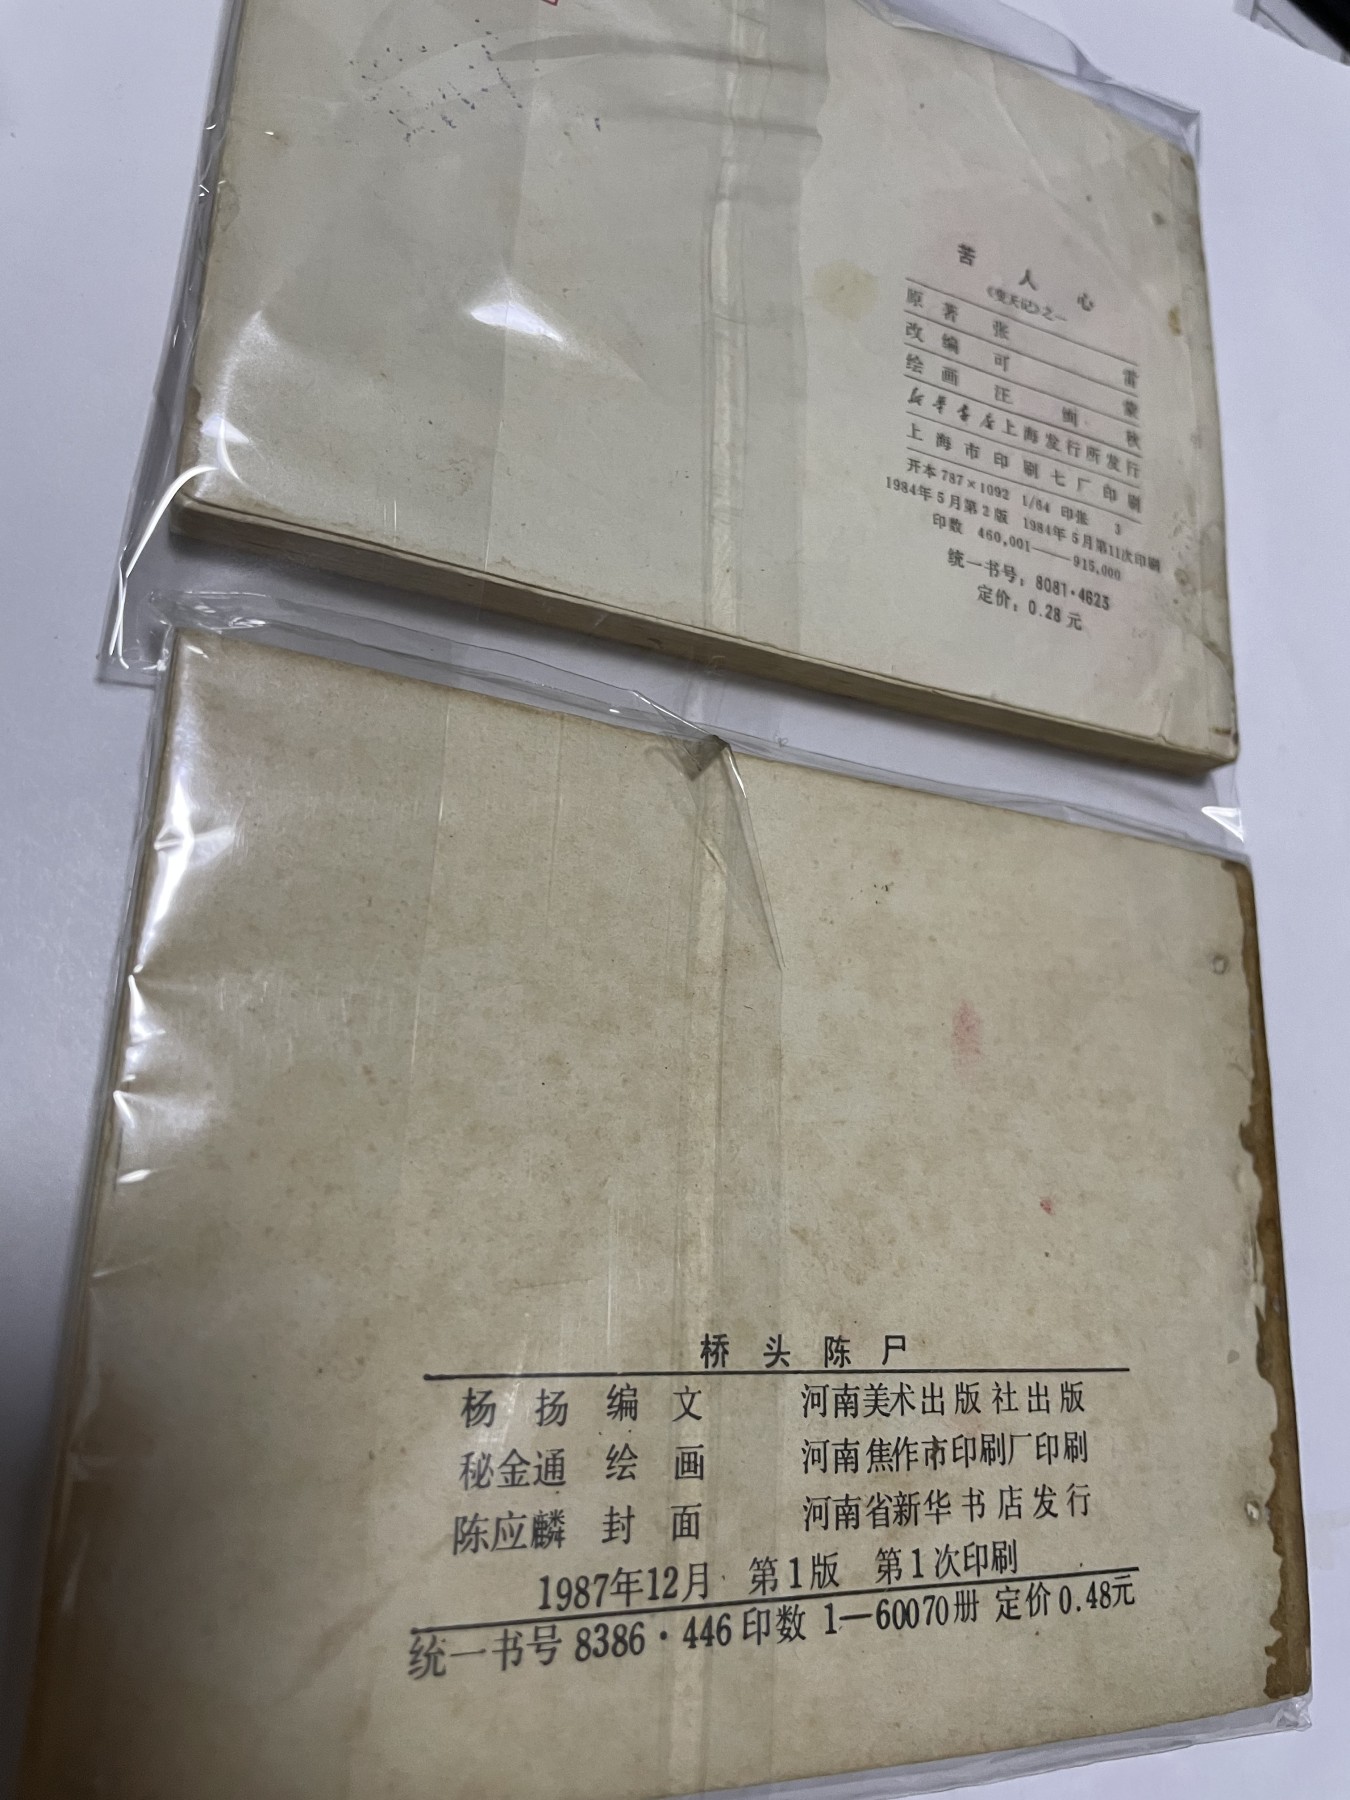 苦人心
《变天记》之一
原著 张雷
改编 可蒙
绘画 汪绚秋
新华书店上海发行所发行
上海市印刷七厂印刷
开本 787×1092 1/64 印张 3
1984年5月第2版 1984年5月第11次印刷
印数 460,001——915,000
统一书号：8081·4623
定价：0.28元
桥头陈尸
杨扬 编文 河南美术出版社出版
秘金通 绘画 河南焦作市印刷厂印刷
陈应麟 封面 河南省新华书店发行
1987年12月 第1版 第1次印刷
统一书号 8386·446 印数 1—60070册 定价 0.48元